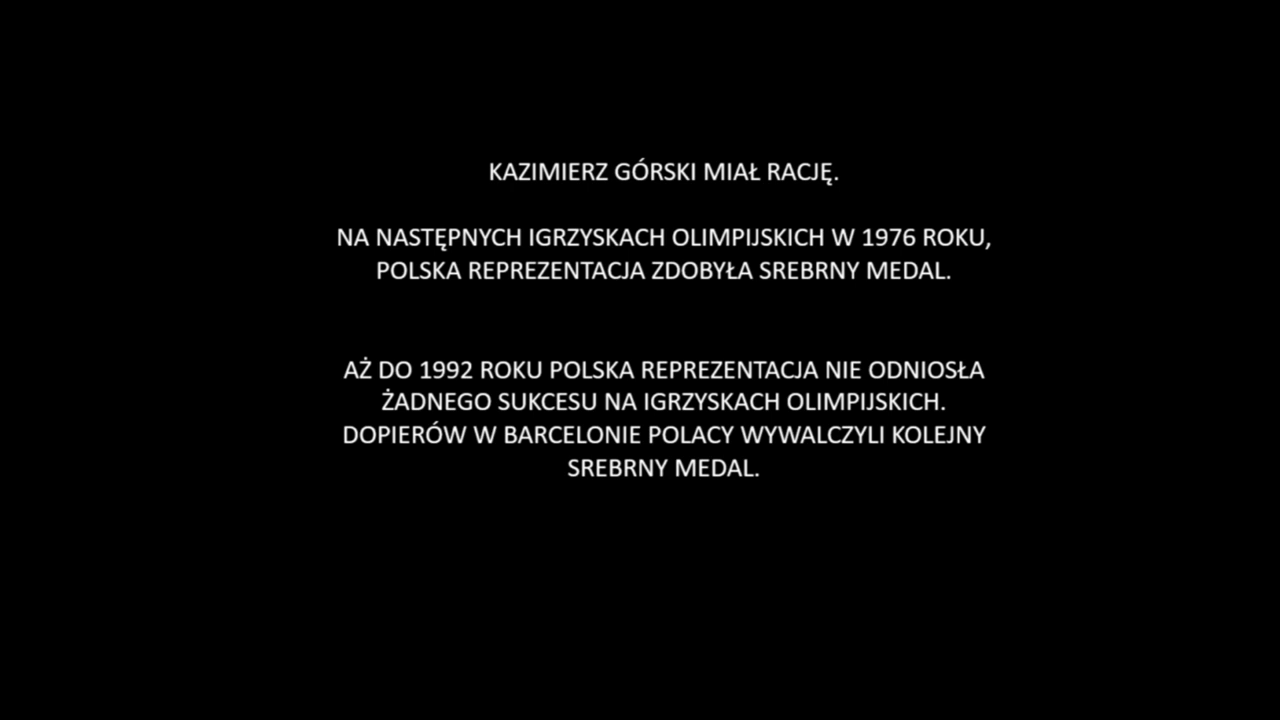 KAZIMIERZ GÓRSKI MIAŁ RACJĘ.
NA NASTĘPNYCH IGRZYSKACH OLIMPIJSKICH W 1976 ROKU,
POLSKA REPREZENTACJA ZDOBYŁA SREBRNY MEDAL.
AŻ DO 1992 ROKU POLSKA REPREZENTACJA NIE ODNIOSŁA
ŻADNEGO SUKCESU NA IGRZYSKACH OLIMPIJSKICH.
DOPIERÓW W BARCELONIE POLACY WYWALCZYLI KOLEJNY
SREBRNY MEDAL.